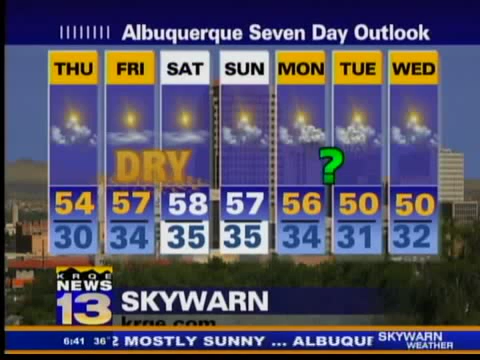 Albuquerque Seven Day Outlook
THU FRI SAT SUN MON TUE WED
DRY ?
54 57 58 57 56 50 50
30 34 35 35 34 31 32
KRQE
NEWS
13
SKYWARN
krqe.com
6:41 36° 2 MOSTLY SUNNY ... ALBUQUE
SKYWARN
WEATHER